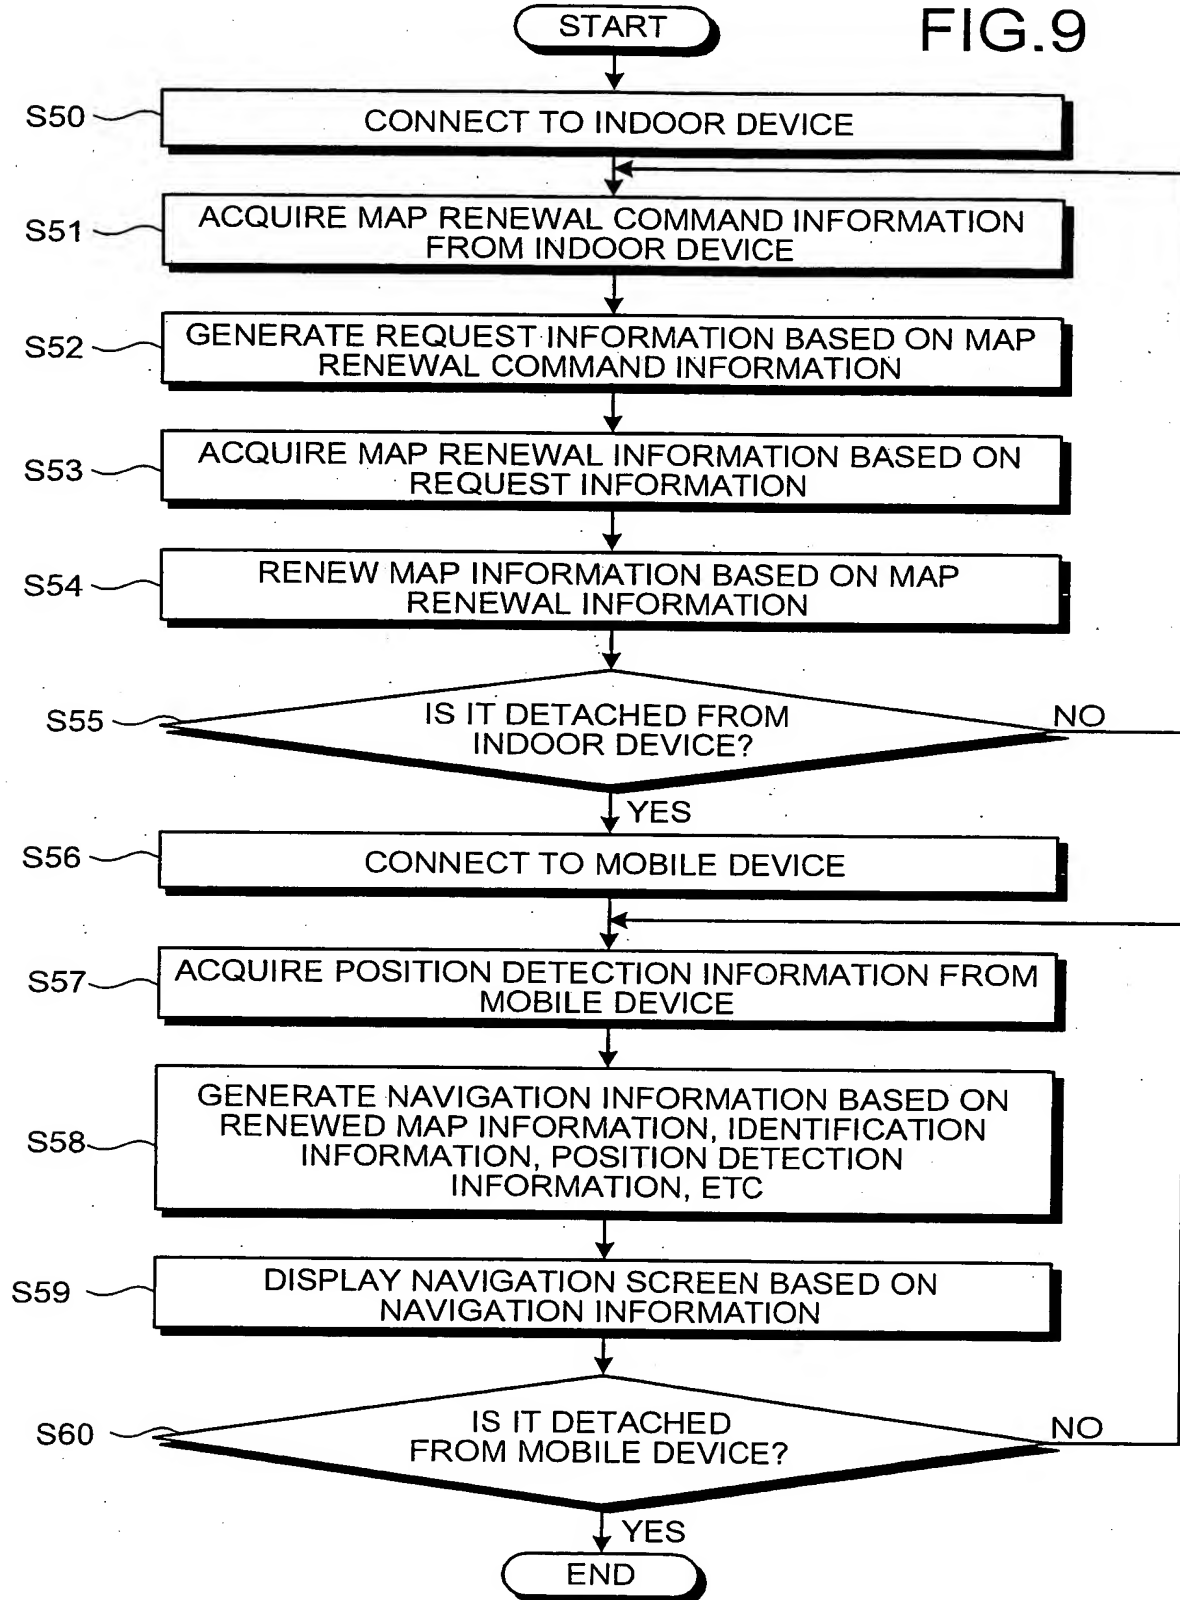 FIG.9
START
S50
CONNECT TO INDOOR DEVICE
S51
ACQUIRE MAP RENEWAL COMMAND INFORMATION
FROM INDOOR DEVICE
S52
GENERATE REQUEST INFORMATION BASED ON MAP
RENEWAL COMMAND INFORMATION
S53
ACQUIRE MAP RENEWAL INFORMATION BASED ON
REQUEST INFORMATION
S54
RENEW MAP INFORMATION BASED ON MAP
RENEWAL INFORMATION
S55
IS IT DETACHED FROM
INDOOR DEVICE?
NO
YES
S56
CONNECT TO MOBILE DEVICE
S57
ACQUIRE POSITION DETECTION INFORMATION FROM
MOBILE DEVICE
S58
GENERATE NAVIGATION INFORMATION BASED ON
RENEWED MAP INFORMATION, IDENTIFICATION
INFORMATION, POSITION DETECTION
INFORMATION, ETC
S59
DISPLAY NAVIGATION SCREEN BASED ON
NAVIGATION INFORMATION
S60
IS IT DETACHED
FROM MOBILE DEVICE?
NO
YES
END